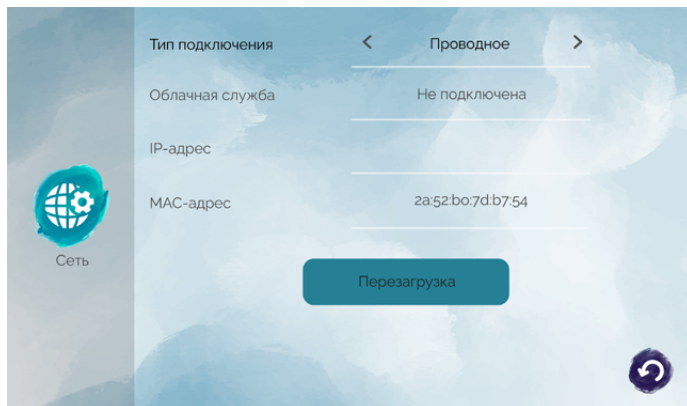 Тип подключения
Проводное
Облачная служба
Не подключена
IP-адрес
MAC-адрес
2a:52:b0:7d:b7:54
Сеть
Перезагрузка